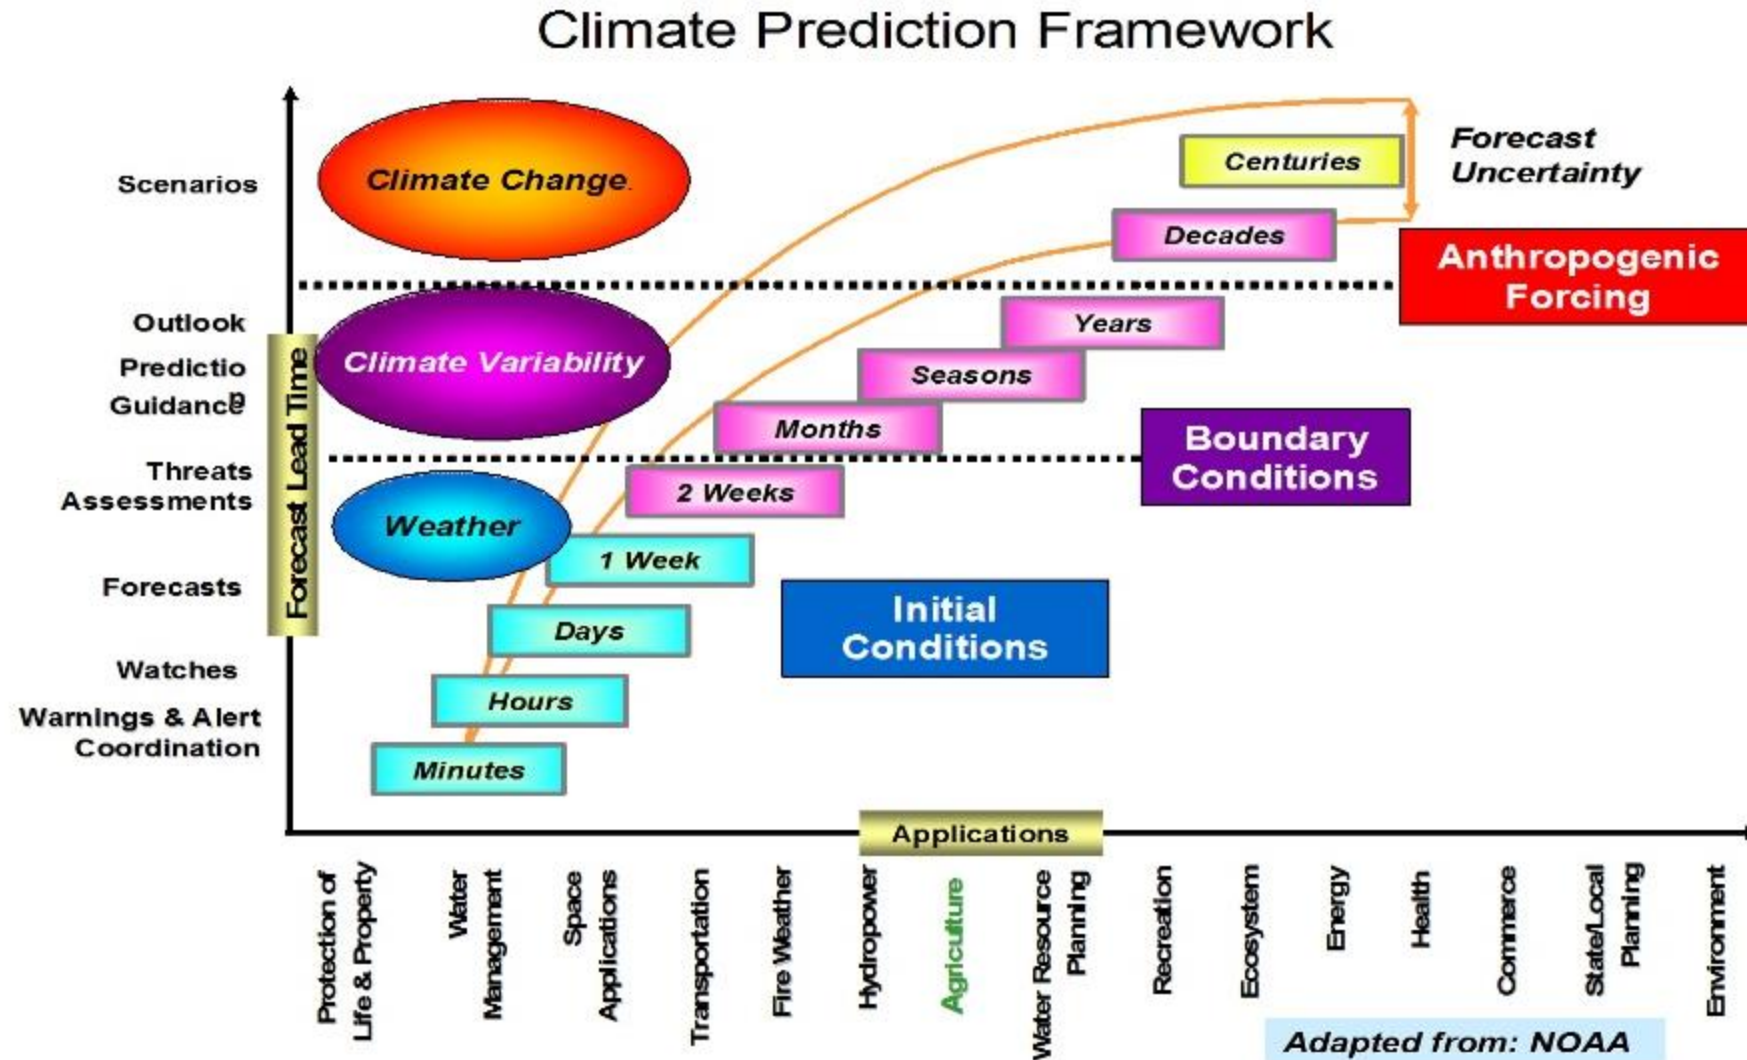 Climate Prediction Framework
Scenarios
Outlook
Predictio
n
Guidance
Threats
Assessments
Forecasts
Watches
Warnings & Alert
Coordination
Forecast Lead Time
Climate Change.
Climate Variability
Weather
Centuries
Decades
Years
Seasons
Months
2 Weeks
1 Week
Days
Hours
Minutes
Forecast
Uncertainty
Anthropogenic
Forcing
Boundary
Conditions
Initial
Conditions
Applications
Protection of
Life & Property
Water
Management
Space
Applications
Transportation
Fire Weather
Hydropower
Agriculture
Water Resource
Planning
Recreation
Ecosystem
Energy
Health
Commerce
State/Local
Planning
Environment
Adapted from: NOAA